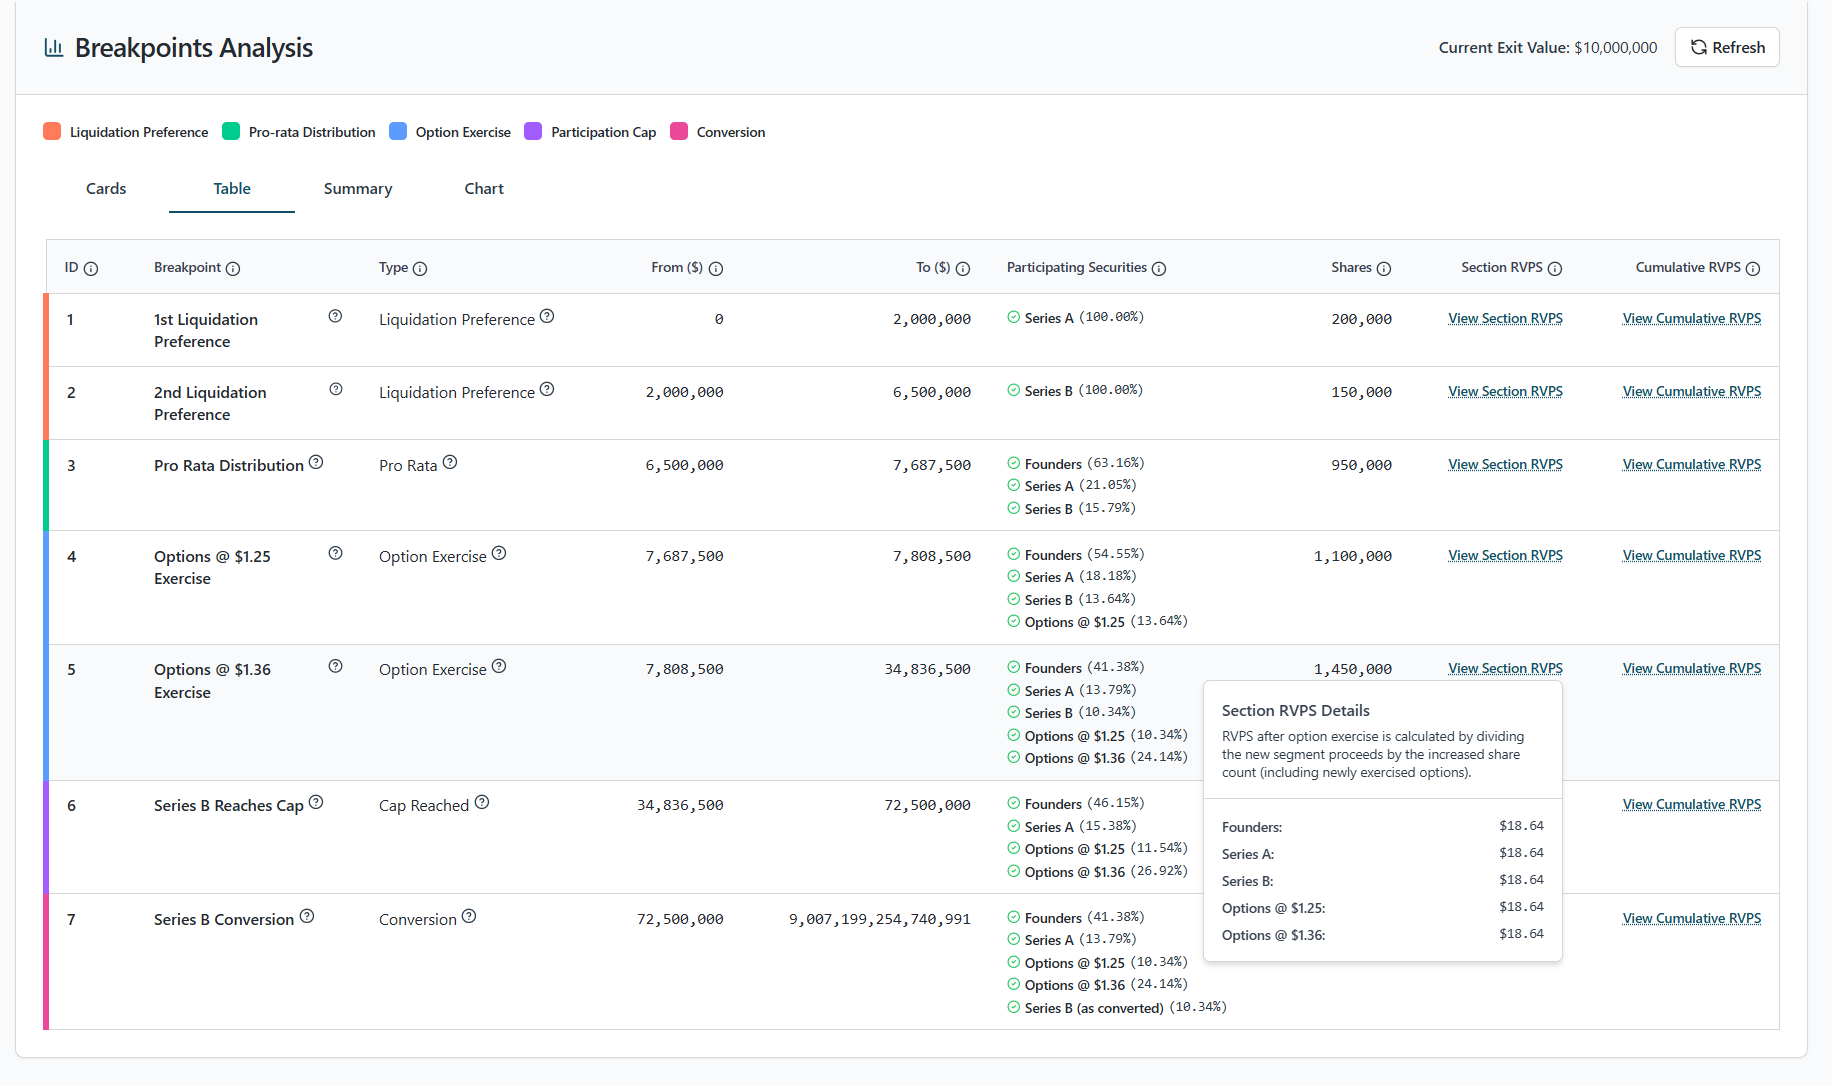 Breakpoints Analysis
Current Exit Value: $10,000,000
Refresh
Liquidation Preference
Pro-rata Distribution
Option Exercise
Participation Cap
Conversion
Cards
Table
Summary
Chart
ID
Breakpoint
Type
From ($)
To ($)
Participating Securities
Shares
Section RVPS
Cumulative RVPS
1
1st Liquidation
Preference
Liquidation Preference
0
2,000,000
Series A (100.00%)
200,000
View Section RVPS
View Cumulative RVPS
2
2nd Liquidation
Preference
Liquidation Preference
2,000,000
6,500,000
Series B (100.00%)
150,000
View Section RVPS
View Cumulative RVPS
3
Pro Rata Distribution
Pro Rata
6,500,000
7,687,500
Founders (63.16%)
Series A (21.05%)
Series B (15.79%)
950,000
View Section RVPS
View Cumulative RVPS
4
Options @ $1.25
Exercise
Option Exercise
7,687,500
7,808,500
Founders (54.55%)
Series A (18.18%)
Series B (13.64%)
Options @ $1.25 (13.64%)
1,100,000
View Section RVPS
View Cumulative RVPS
5
Options @ $1.36
Exercise
Option Exercise
7,808,500
34,836,500
Founders (41.38%)
Series A (13.79%)
Series B (10.34%)
Options @ $1.25 (10.34%)
Options @ $1.36 (24.14%)
1,450,000
View Section RVPS
View Cumulative RVPS
Section RVPS Details
RVPS after option exercise is calculated by dividing
the new segment proceeds by the increased share
count (including newly exercised options).
Founders: $18.64
Series A: $18.64
Series B: $18.64
Options @ $1.25: $18.64
Options @ $1.36: $18.64
6
Series B Reaches Cap
Cap Reached
34,836,500
72,500,000
Founders (46.15%)
Series A (15.38%)
Options @ $1.25 (11.54%)
Options @ $1.36 (26.92%)
View Cumulative RVPS
7
Series B Conversion
Conversion
72,500,000
9,007,199,254,740,991
Founders (41.38%)
Series A (13.79%)
Options @ $1.25 (10.34%)
Options @ $1.36 (24.14%)
Series B (as converted) (10.34%)
View Cumulative RVPS